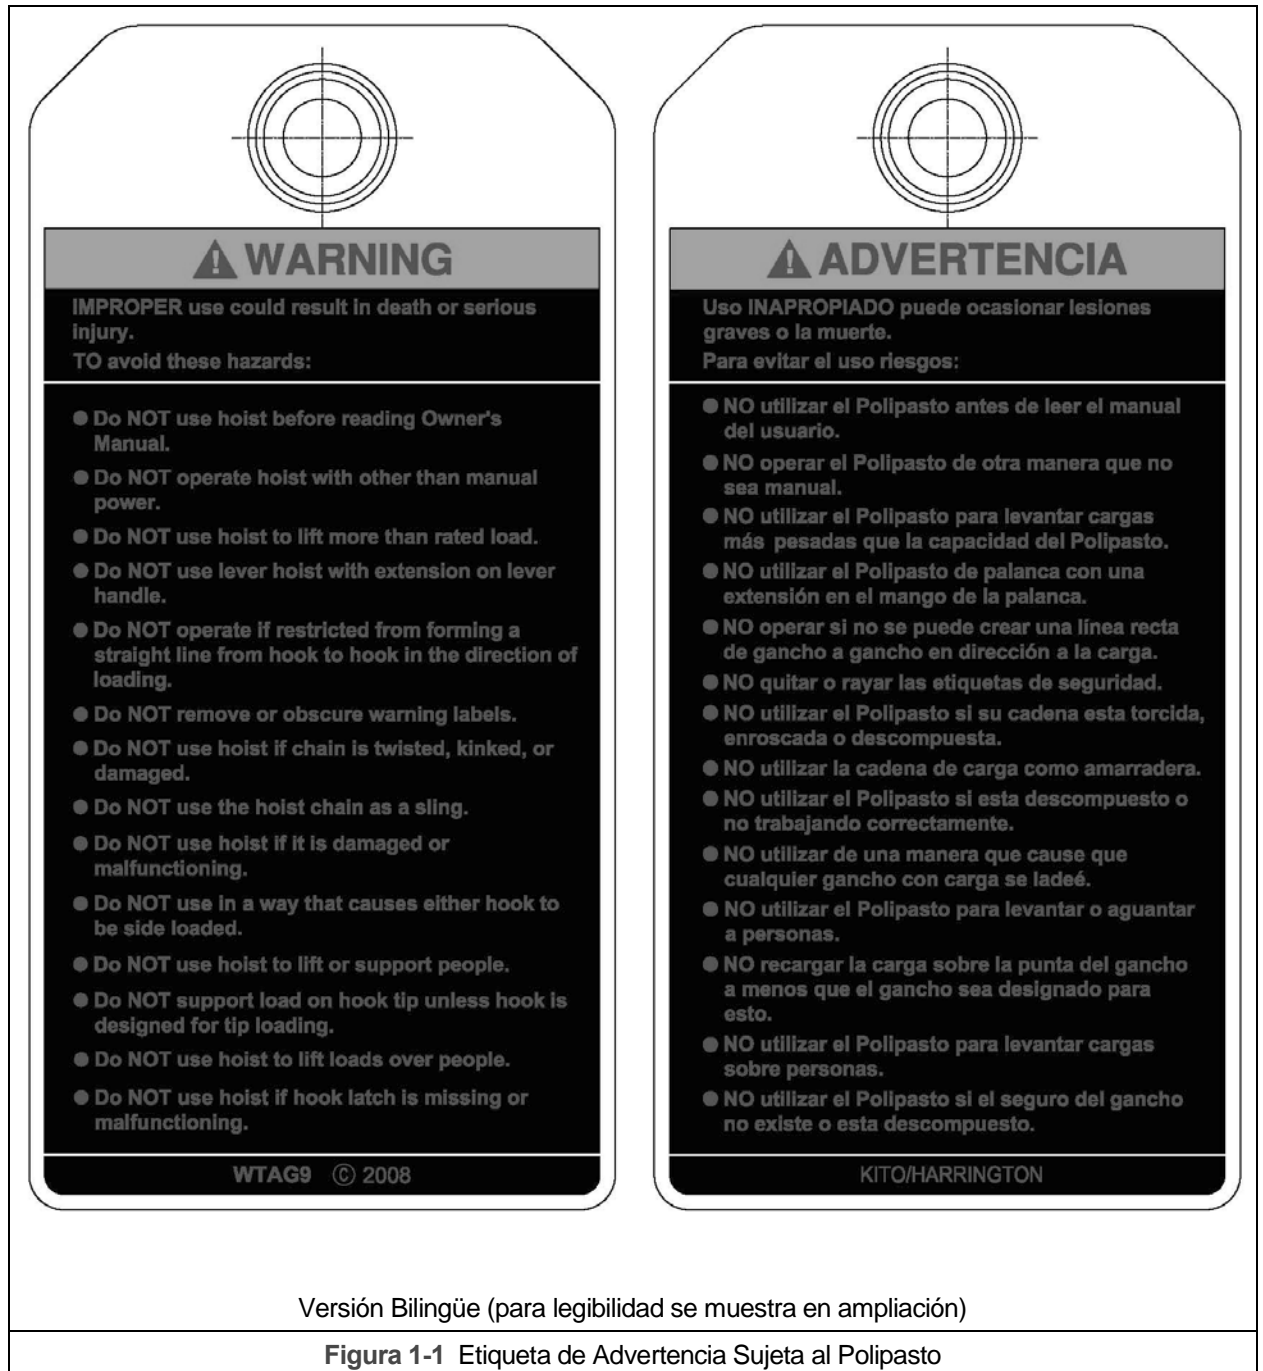 WARNING
IMPROPER use could result in death or serious
injury.
TO avoid these hazards:
● Do NOT use hoist before reading Owner's
Manual.
● Do NOT operate hoist with other than manual
power.
● Do NOT use hoist to lift more than rated load.
● Do NOT use lever hoist with extension on lever
handle.
● Do NOT operate if restricted from forming a
straight line from hook to hook in the direction of
loading.
● Do NOT remove or obscure warning labels.
● Do NOT use hoist if chain is twisted, kinked, or
damaged.
● Do NOT use the hoist chain as a sling.
● Do NOT use hoist if it is damaged or
malfunctioning.
● Do NOT use in a way that causes either hook to
be side loaded.
● Do NOT use hoist to lift or support people.
● Do NOT support load on hook tip unless hook is
designed for tip loading.
● Do NOT use hoist to lift loads over people.
● Do NOT use hoist if hook latch is missing or
malfunctioning.
WTAG9 © 2008
ADVERTENCIA
Uso INAPROPIADO puede ocasionar lesiones
graves o la muerte.
Para evitar el uso riesgos:
● NO utilizar el Polipasto antes de leer el manual
del usuario.
● NO operar el Polipasto de otra manera que no
sea manual.
● NO utilizar el Polipasto para levantar cargas
más pesadas que la capacidad del Polipasto.
● NO utilizar el Polipasto de palanca con una
extensión en el mango de la palanca.
● NO operar si no se puede crear una línea recta
de gancho a gancho en dirección a la carga.
● NO quitar o rayar las etiquetas de seguridad.
● NO utilizar el Polipasto si su cadena esta torcida,
enroscada o descompuesta.
● NO utilizar la cadena de carga como amarradera.
● NO utilizar el Polipasto si esta descompuesto o
no trabajando correctamente.
● NO utilizar de una manera que cause que
cualquier gancho con carga se ladeé.
● NO utilizar el Polipasto para levantar o aguantar
a personas.
● NO recargar la carga sobre la punta del gancho
a menos que el gancho sea designado para
esto.
● NO utilizar el Polipasto para levantar cargas
sobre personas.
● NO utilizar el Polipasto si el seguro del gancho
no existe o esta descompuesto.
KITO/HARRINGTON
Versión Bilingüe (para legibilidad se muestra en ampliación)
Figura 1-1 Etiqueta de Advertencia Sujeta al Polipasto